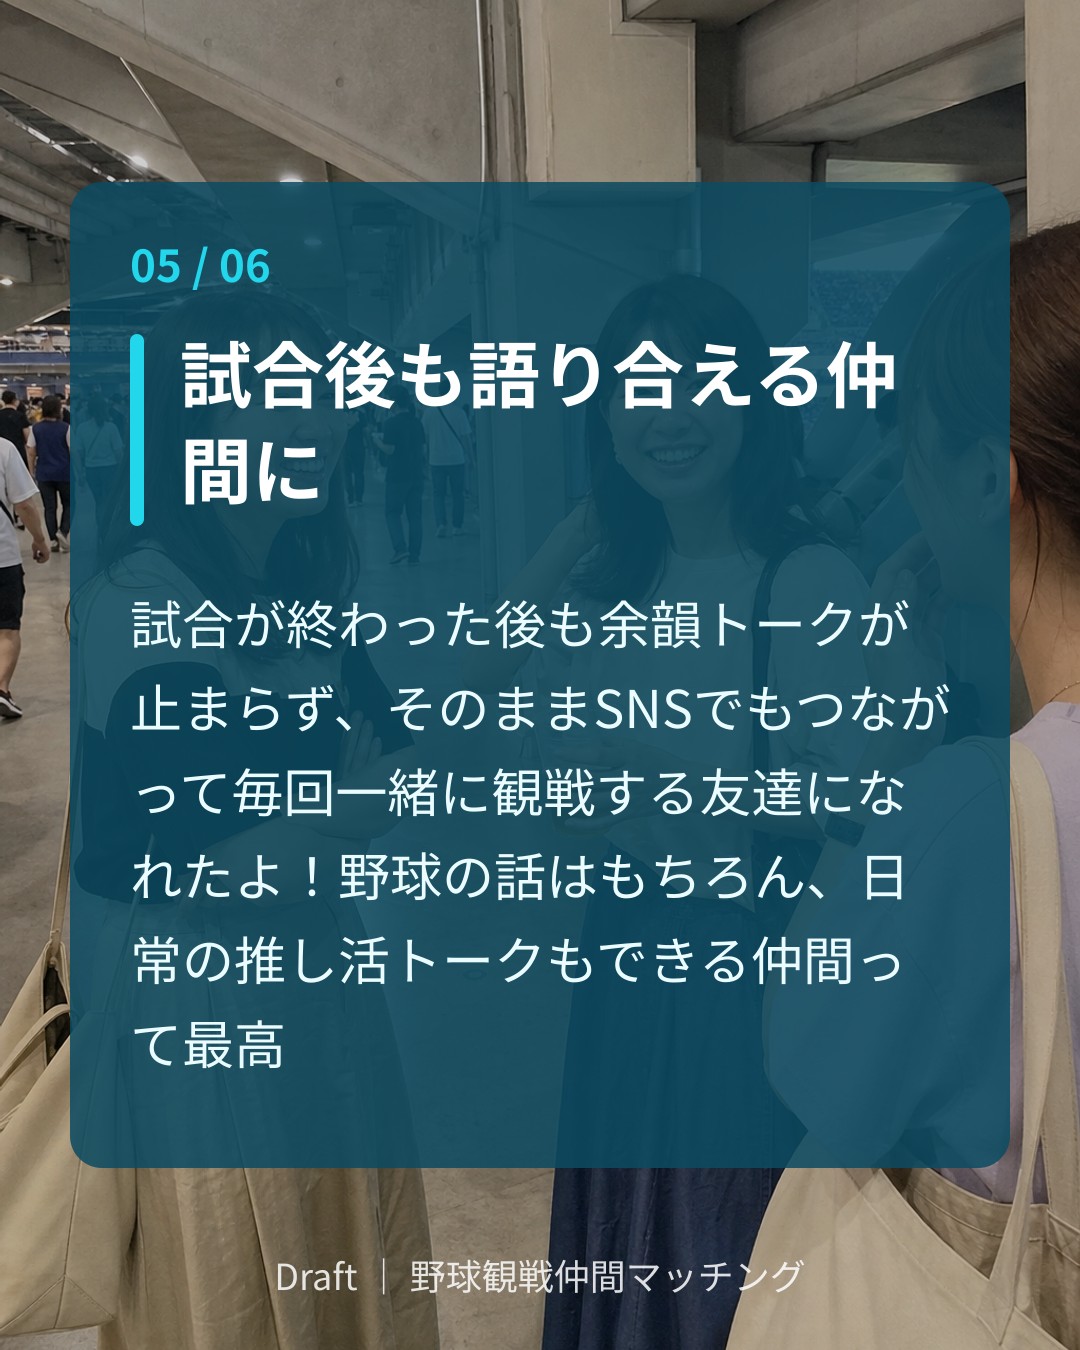 05 / 06
試合後も語り合える仲
間に
試合が終わった後も余韻トークが
止まらず、そのままSNSでもつなが
って毎回一緒に観戦する友達にな
れたよ！野球の話はもちろん、日
常の推し活トークもできる仲間っ
て最高
Draft ｜ 野球観戦仲間マッチング